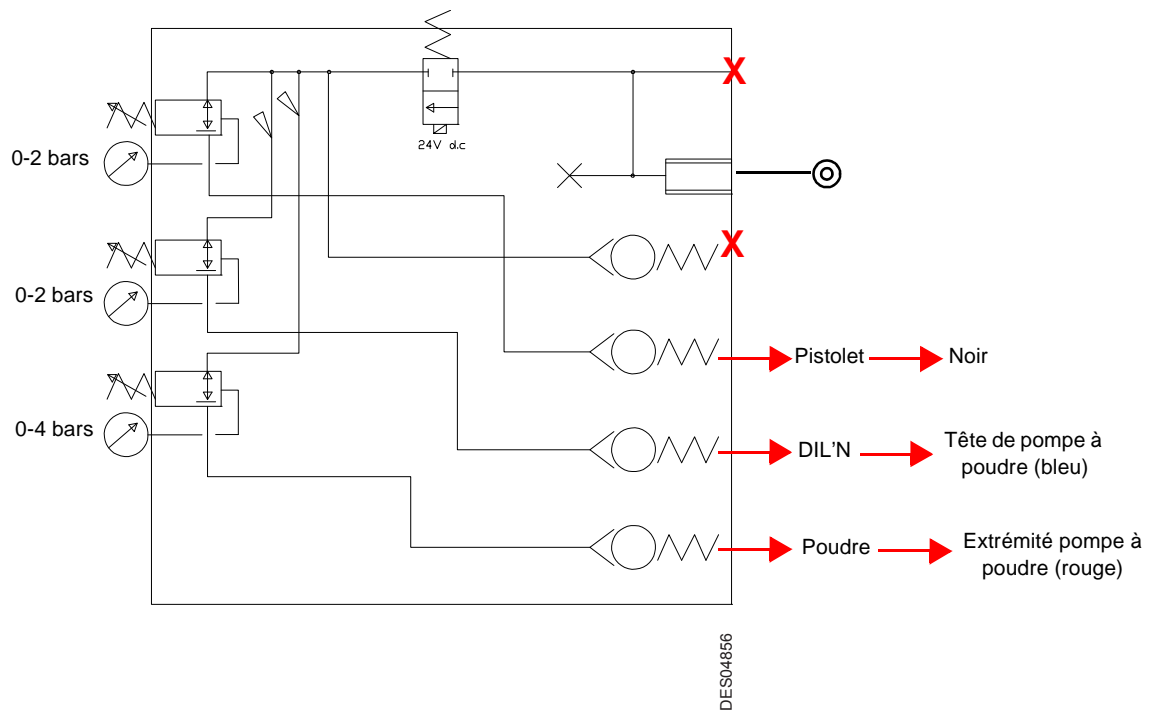 24V d.c
0-2 bars
X
0-2 bars
X
Pistolet
Noir
0-4 bars
DIL'N
Tête de pompe à
poudre (bleu)
Poudre
Extrémité pompe à
poudre (rouge)
DES04856